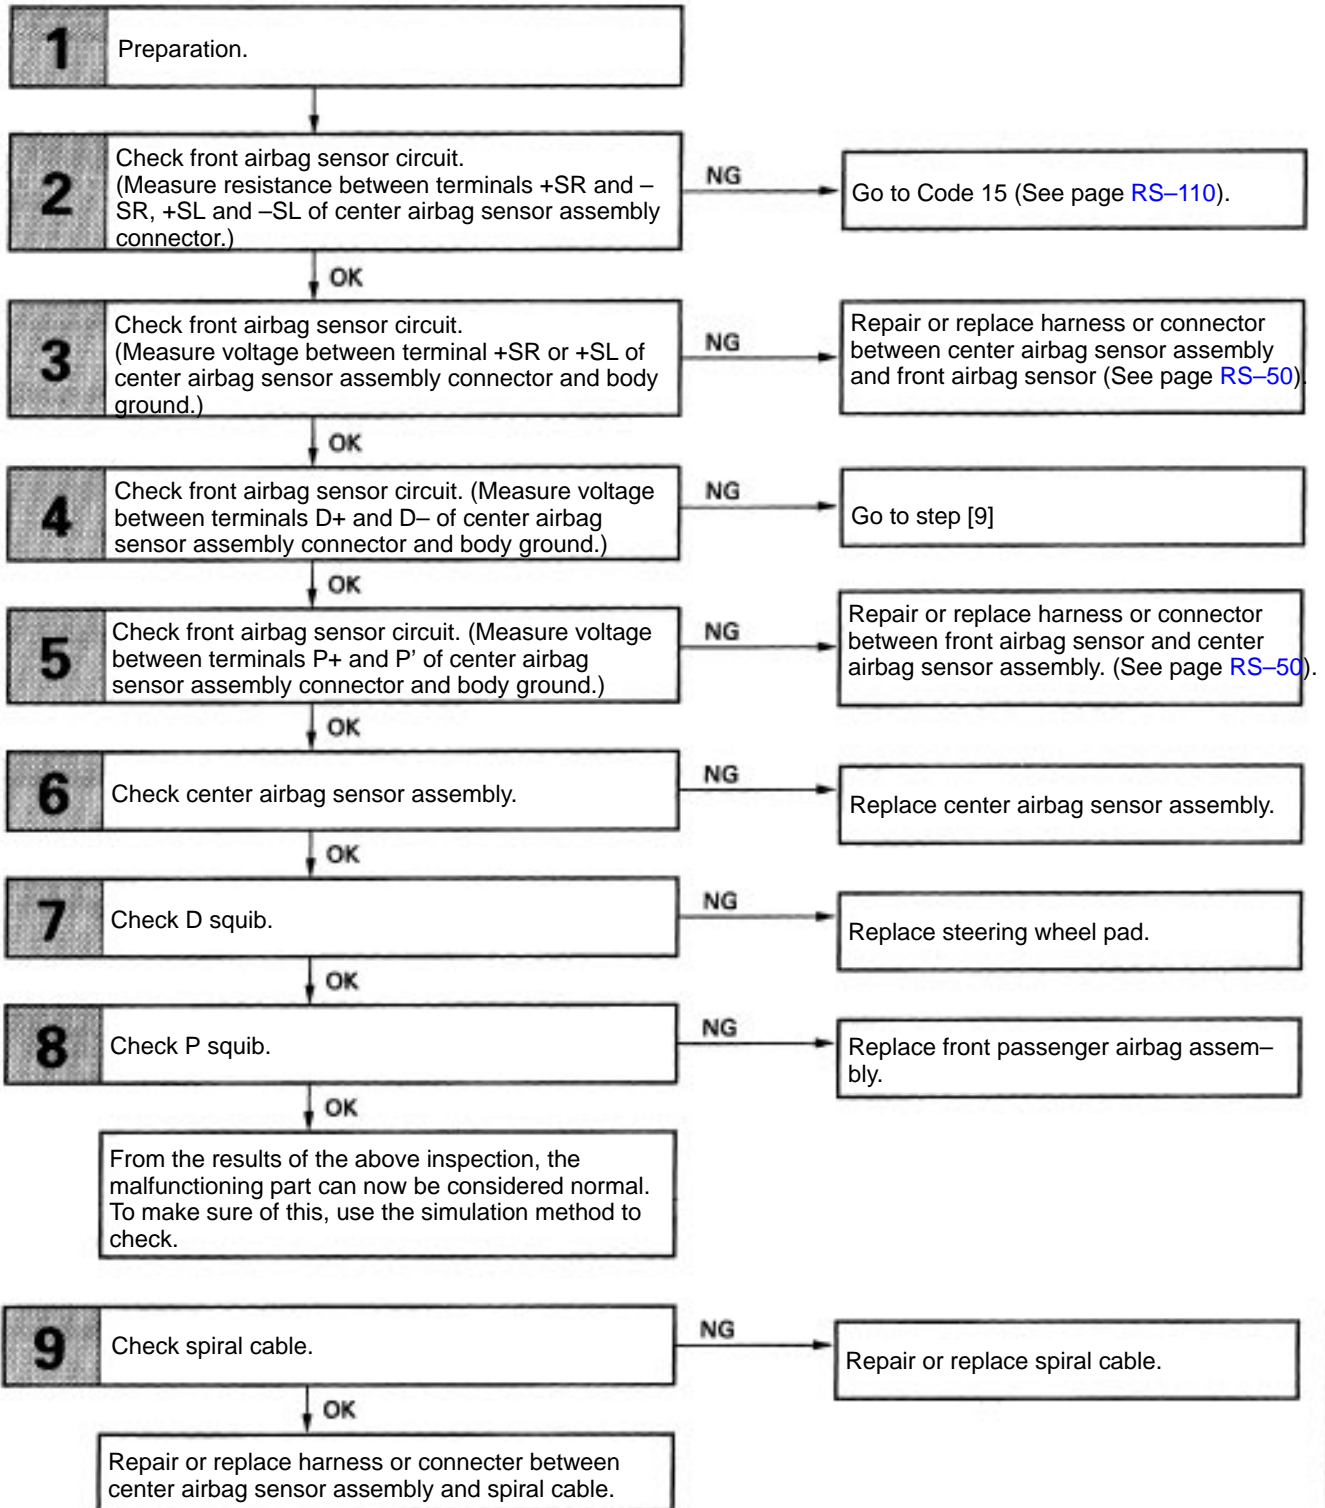 1
Preparation.
2
Check front airbag sensor circuit.
(Measure resistance between terminals +SR and –
SR, +SL and –SL of center airbag sensor assembly
connector.)
NG
Go to Code 15 (See page RS–110).
OK
3
Check front airbag sensor circuit.
(Measure voltage between terminal +SR or +SL of
center airbag sensor assembly connector and body
ground.)
NG
Repair or replace harness or connector
between center airbag sensor assembly
and front airbag sensor (See page RS–50).
OK
4
Check front airbag sensor circuit. (Measure voltage
between terminals D+ and D– of center airbag
sensor assembly connector and body ground.)
NG
Go to step [9]
OK
5
Check front airbag sensor circuit. (Measure voltage
between terminals P+ and P’ of center airbag
sensor assembly connector and body ground.)
NG
Repair or replace harness or connector
between front airbag sensor and center
airbag sensor assembly. (See page RS–50).
OK
6
Check center airbag sensor assembly.
NG
Replace center airbag sensor assembly.
OK
7
Check D squib.
NG
Replace steering wheel pad.
OK
8
Check P squib.
NG
Replace front passenger airbag assem–
bly.
OK
From the results of the above inspection, the
malfunctioning part can now be considered normal.
To make sure of this, use the simulation method to
check.
9
Check spiral cable.
NG
Repair or replace spiral cable.
OK
Repair or replace harness or connecter between
center airbag sensor assembly and spiral cable.